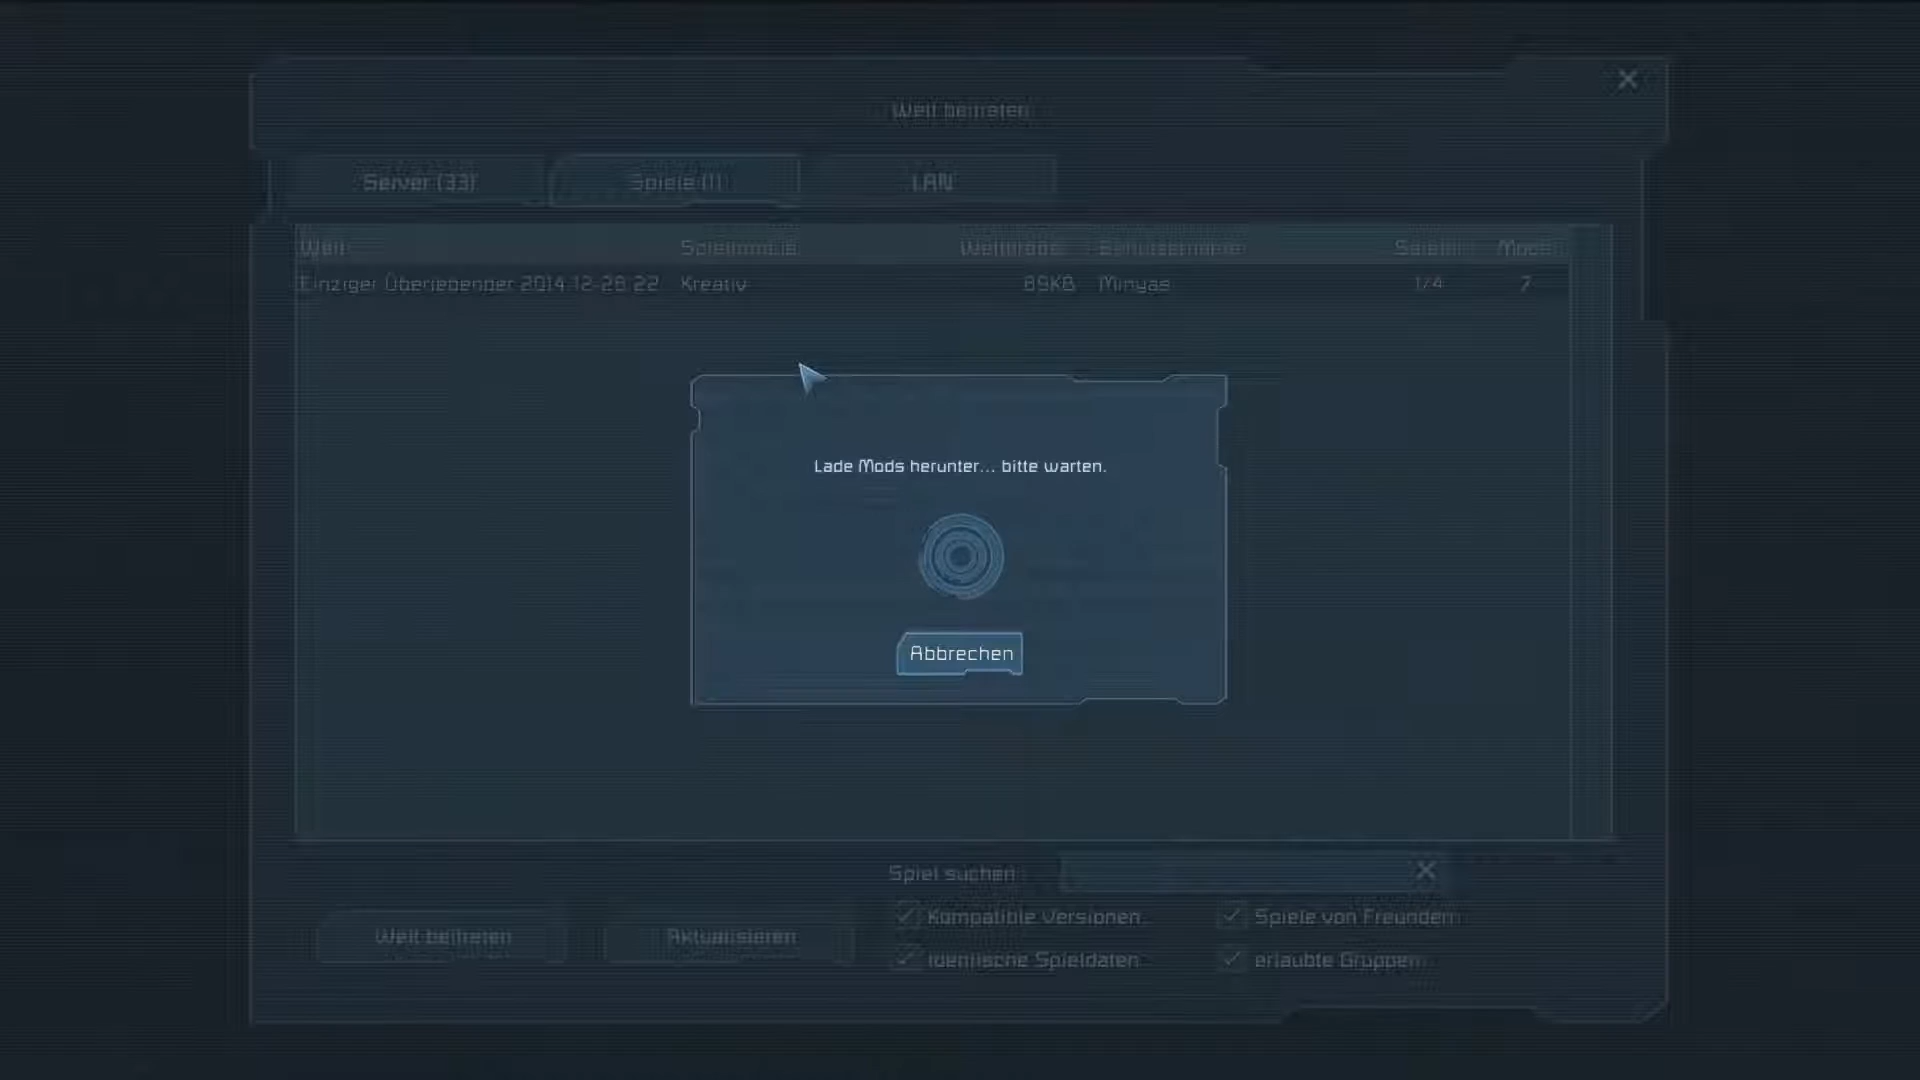 Welt beitreten
Server (33) Spiele (1) LAN
Welt Spielmodus Weltgröße Benutzername Spieler Mods
Einziger Überlebender 2014-12-28 22 Kreativ 89KB Minyas 1/4 7
Lade Mods herunter... bitte warten.
Abbrechen
Spiel suchen
Kompatible Versionen Spiele von Freunden
Welt beitreten Aktualisieren
Identische Spieldaten erlaubte Gruppen